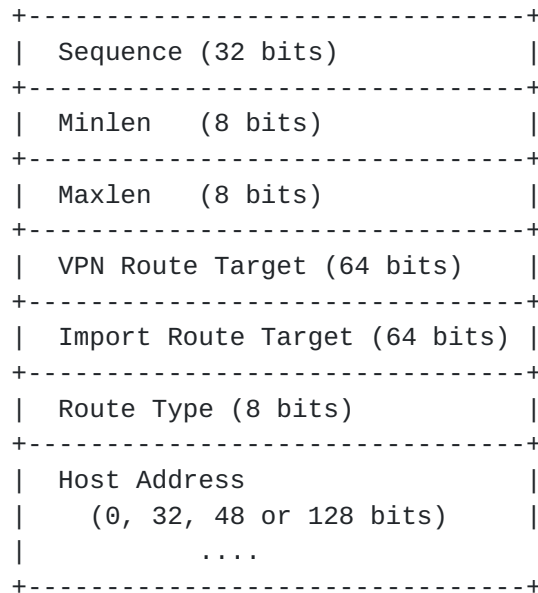 +-------------------------------+
|  Sequence (32 bits)           |
+-------------------------------+
|  Minlen   (8 bits)            |
+-------------------------------+
|  Maxlen   (8 bits)            |
+-------------------------------+
|  VPN Route Target (64 bits)   |
+-------------------------------+
|  Import Route Target (64 bits) |
+-------------------------------+
|  Route Type (8 bits)          |
+-------------------------------+
|  Host Address                 |
|    (0, 32, 48 or 128 bits)    |
|           ....
+-------------------------------+